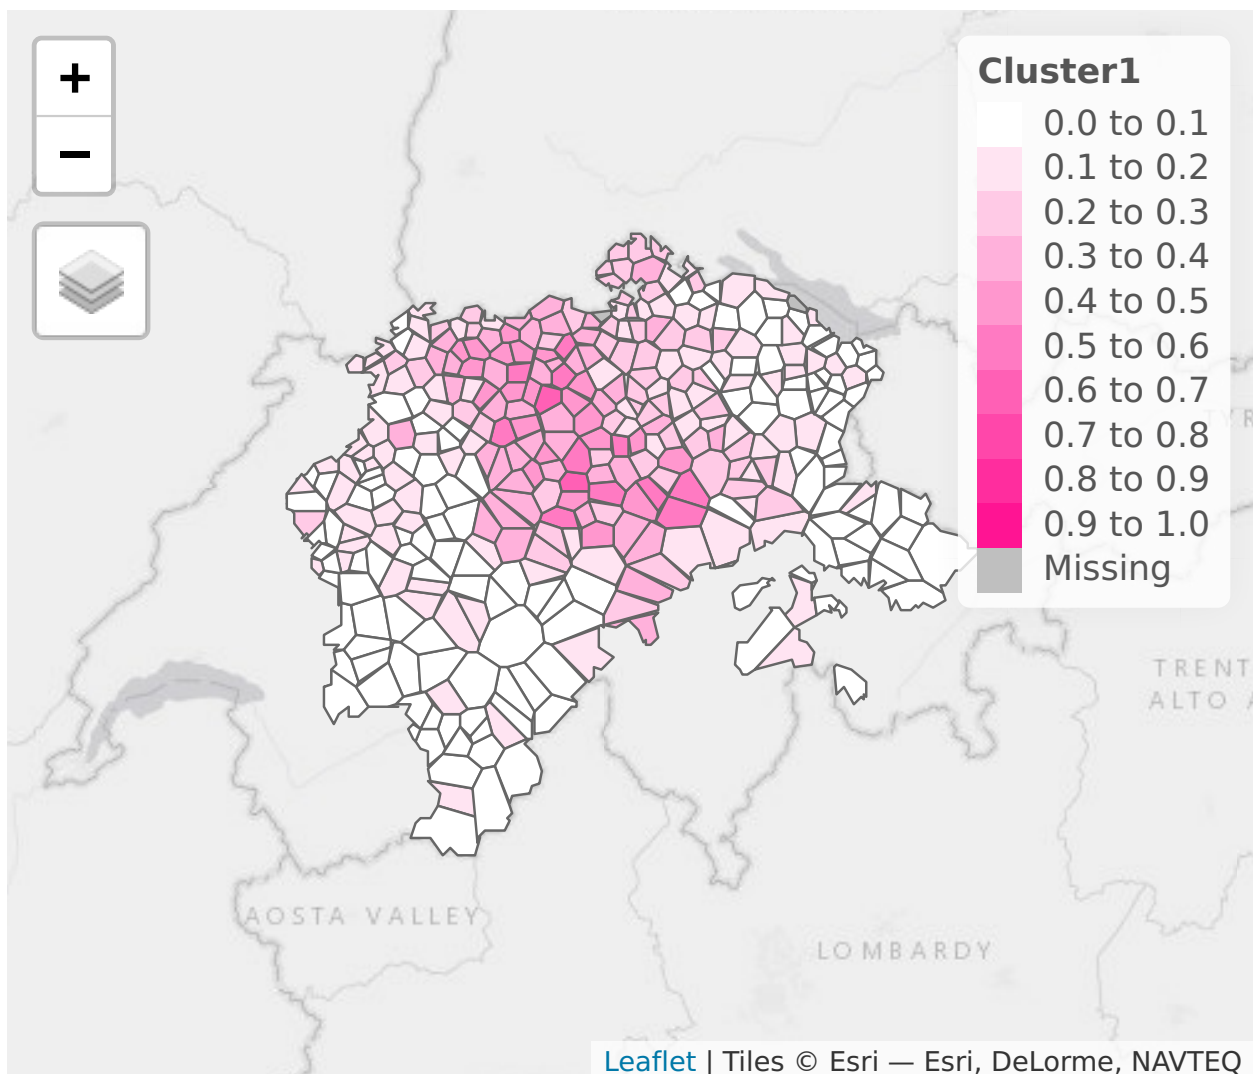 +
−
Cluster1
0.0 to 0.1
0.1 to 0.2
0.2 to 0.3
0.3 to 0.4
0.4 to 0.5
0.5 to 0.6
0.6 to 0.7
0.7 to 0.8
0.8 to 0.9
0.9 to 1.0
Missing
TYR
TRENT
ALTO A
AOSTA VALLEY
LOMBARDY
Leaflet | Tiles © Esri — Esri, DeLorme, NAVTEQ